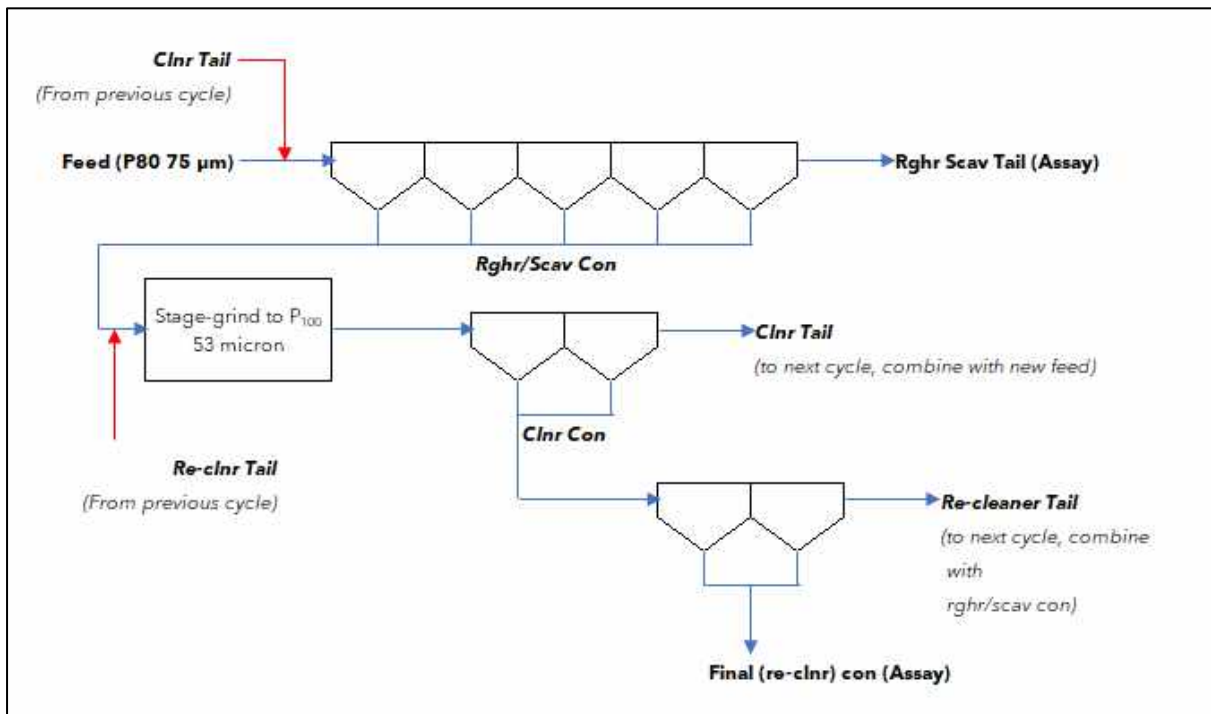 Clnr Tail
(From previous cycle)
Feed (P80 75 µm)
Rghr Scav Tail (Assay)
Rghr/Scav Con
Stage-grind to P₁₀₀
53 micron
Clnr Tail
(to next cycle, combine with new feed)
Clnr Con
Re-clnr Tail
(From previous cycle)
Re-cleaner Tail
(to next cycle, combine
with
rghr/scav con)
Final (re-clnr) con (Assay)